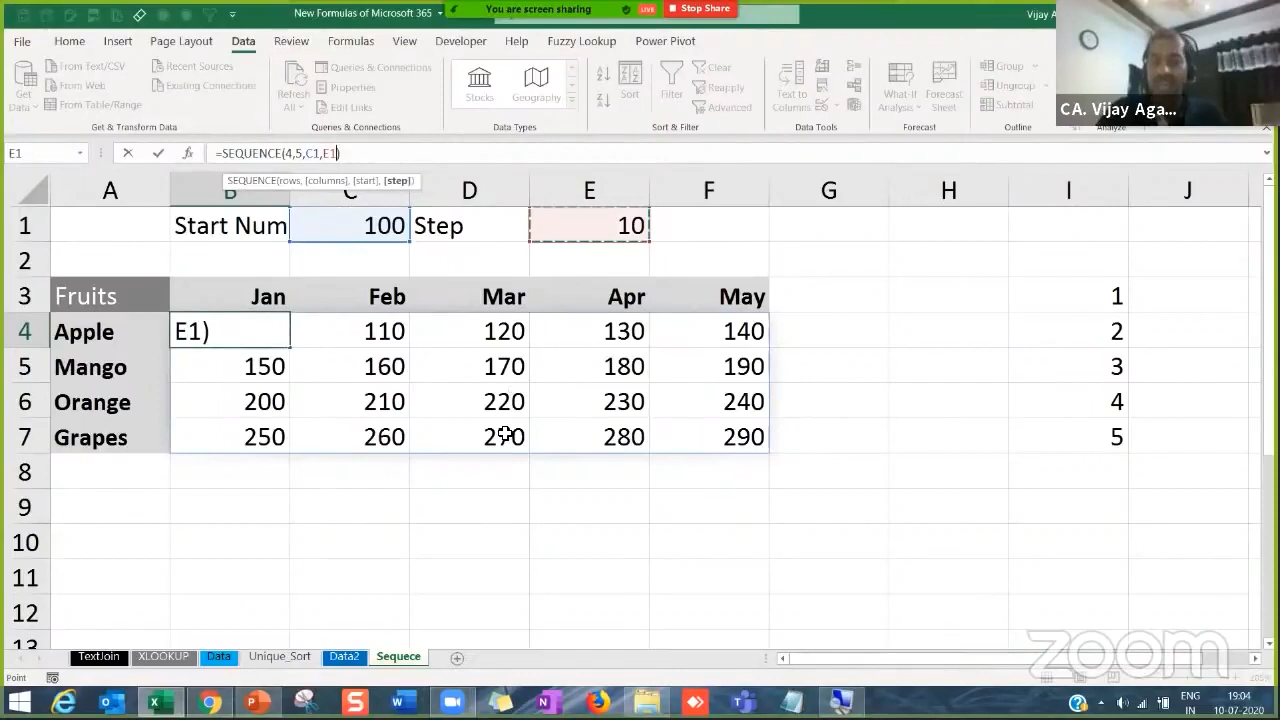 New Formulas of Microsoft 365
You are screen sharing
LIVE
Stop Share
Vijay A
File Home Insert Page Layout Data Review Formulas View Developer Help Fuzzy Lookup Power Pivot
Get Data
From Text/CSV
From Web
From Table/Range
Recent Sources
Existing Connections
Get & Transform Data
Refresh All
Queries & Connections
Properties
Edit Links
Queries & Connections
Stocks
Geography
Data Types
Sort
Filter
Clear
Reapply
Advanced
Sort & Filter
Text to Columns
Data Tools
What-If Analysis
Forecast Sheet
Forecast
Group
Ungroup
Subtotal
Outline
Analyze
CA. Vijay Aga...
E1
=SEQUENCE(4,5,C1,E1)
SEQUENCE(rows, [columns], [start], [step])
A B C D E F G H I J
1 Start Num 100 Step 10
2
3 Fruits Jan Feb Mar Apr May 1
4 Apple E1) 110 120 130 140 2
5 Mango 150 160 170 180 190 3
6 Orange 200 210 220 230 240 4
7 Grapes 250 260 270 280 290 5
8
9
10
11
12
13
zoom
TextJoin XLOOKUP Data Unique_Sort Data2 Sequece
Point
ENG
IN
19:04
10-07-2020